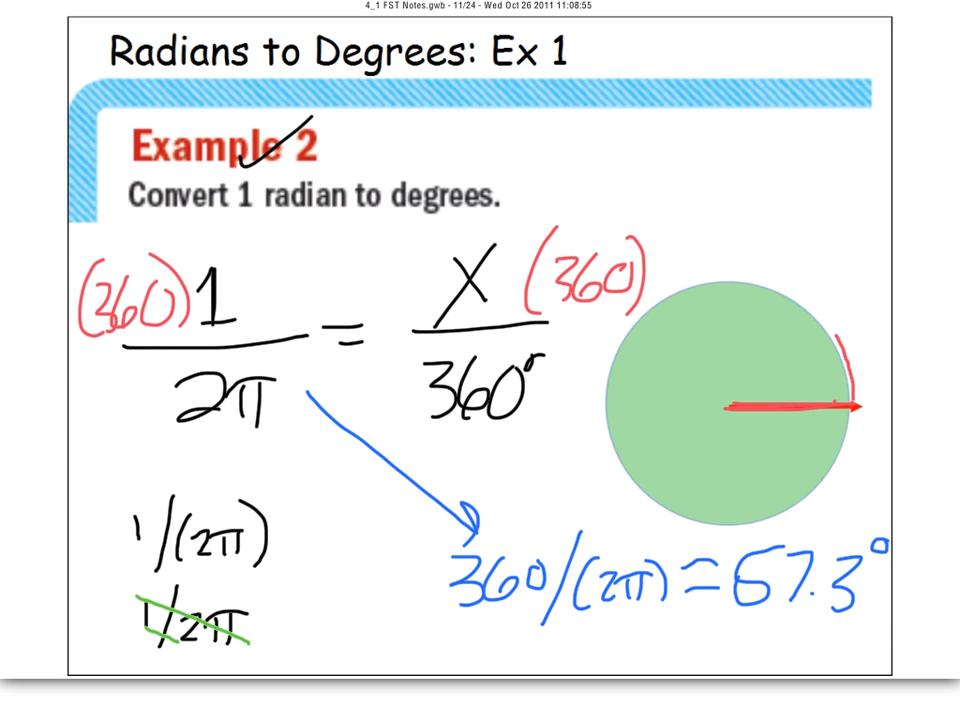 4_1 FST Notes.gwb - 11/24 - Wed Oct 26 2011 11:08:55
Radians to Degrees: Ex 1
Example 2
Convert 1 radian to degrees.
(360) 1 = X (360)
2π 360°
1/(2π)
360/(2π) = 57.3°
1/2π